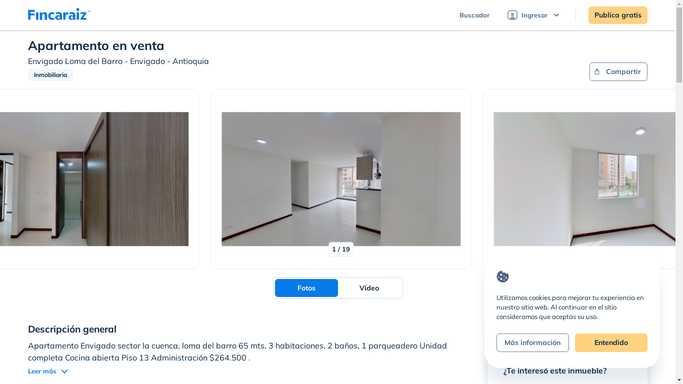 Fincaraiz
Buscador
Ingresar
Publica gratis
Apartamento en venta
Envigado Loma del Barro - Envigado - Antioquia
Inmobiliaria
Compartir
1 / 19
Fotos
Video
Utilizamos cookies para mejorar tu experiencia en
nuestro sitio web. Al continuar en el sitio
consideramos que aceptas su uso.
Más información
Entendido
Descripción general
Apartamento Envigado sector la cuenca, loma del barro 65 mts, 3 habitaciones, 2 baños, 1 parqueadero Unidad
completa Cocina abierta Piso 13 Administración $264.500 .
Leer más
¿Te interesó este inmueble?